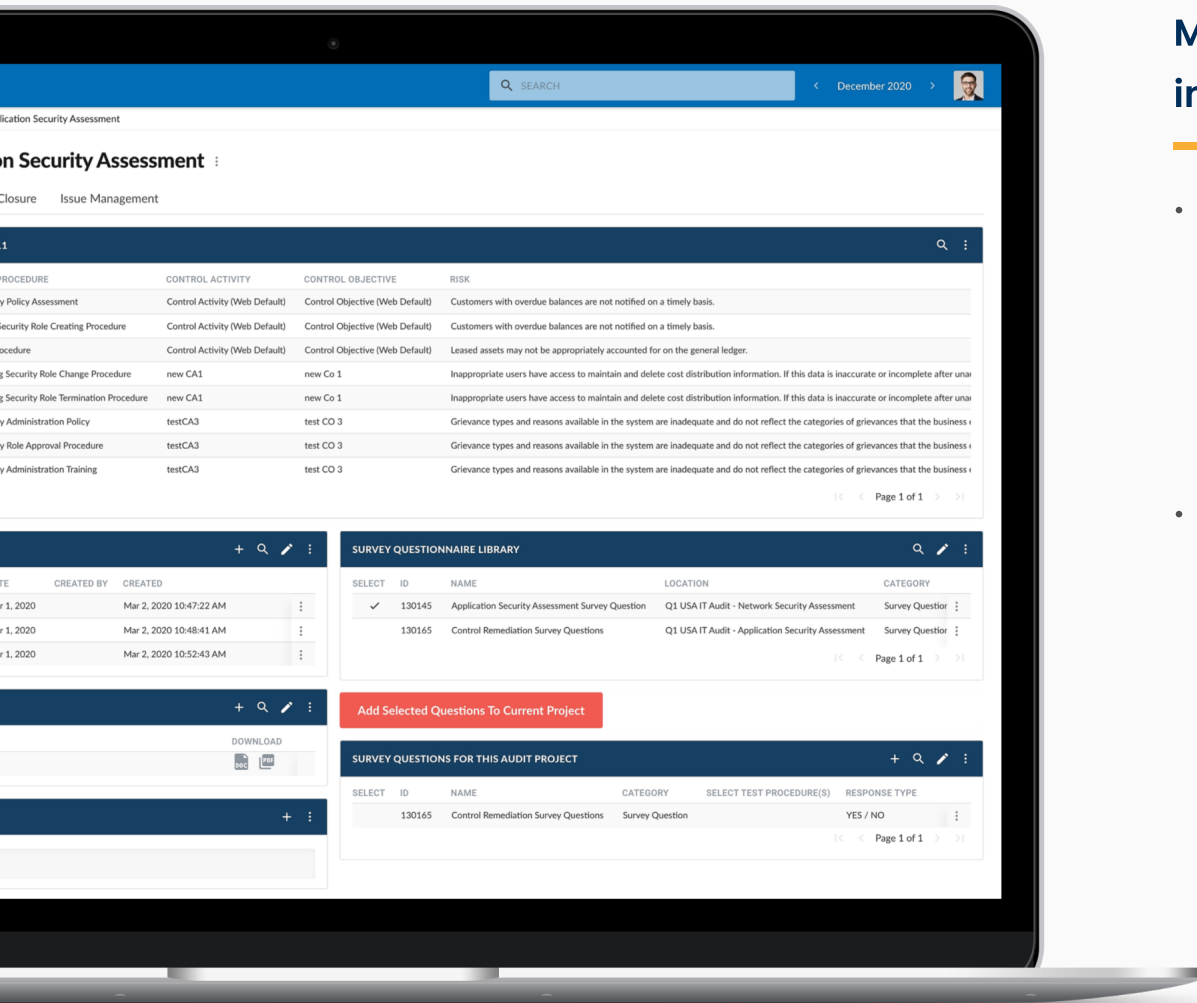 SEARCH
December 2020
lication Security Assessment
on Security Assessment
Closure Issue Management
.1
PROCEDURE CONTROL ACTIVITY CONTROL OBJECTIVE RISK
y Policy Assessment Control Activity (Web Default) Control Objective (Web Default) Customers with overdue balances are not notified on a timely basis.
Security Role Creating Procedure Control Activity (Web Default) Control Objective (Web Default) Customers with overdue balances are not notified on a timely basis.
ocedure Control Activity (Web Default) Control Objective (Web Default) Leased assets may not be appropriately accounted for on the general ledger.
g Security Role Change Procedure new CA1 new Co 1 Inappropriate users have access to maintain and delete cost distribution information. If this data is inaccurate or incomplete after una
g Security Role Termination Procedure new CA1 new Co 1 Inappropriate users have access to maintain and delete cost distribution information. If this data is inaccurate or incomplete after una
y Administration Policy testCA3 test CO 3 Grievance types and reasons available in the system are inadequate and do not reflect the categories of grievances that the business
y Role Approval Procedure testCA3 test CO 3 Grievance types and reasons available in the system are inadequate and do not reflect the categories of grievances that the business
y Administration Training testCA3 test CO 3 Grievance types and reasons available in the system are inadequate and do not reflect the categories of grievances that the business
Page 1 of 1
TE CREATED BY CREATED
r 1, 2020 Mar 2, 2020 10:47:22 AM
r 1, 2020 Mar 2, 2020 10:48:41 AM
r 1, 2020 Mar 2, 2020 10:52:43 AM
DOWNLOAD
DOC PDF
SURVEY QUESTIONNAIRE LIBRARY
SELECT ID NAME LOCATION CATEGORY
130145 Application Security Assessment Survey Question Q1 USA IT Audit - Network Security Assessment Survey Question
130165 Control Remediation Survey Questions Q1 USA IT Audit - Application Security Assessment Survey Question
Page 1 of 1
Add Selected Questions To Current Project
SURVEY QUESTIONS FOR THIS AUDIT PROJECT
SELECT ID NAME CATEGORY SELECT TEST PROCEDURE(S) RESPONSE TYPE
130165 Control Remediation Survey Questions Survey Question YES / NO
Page 1 of 1
M
in